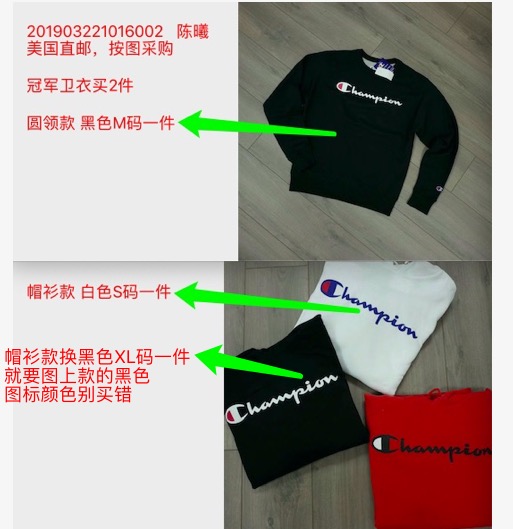 201903221016002 陈曦
美国直邮，按图采购
冠军卫衣买2件
圆领款 黑色M码一件
Champion
帽衫款 白色S码一件
Champion
帽衫款换黑色XL码一件
就要图上款的黑色
图标颜色别买错
Champion
Champion